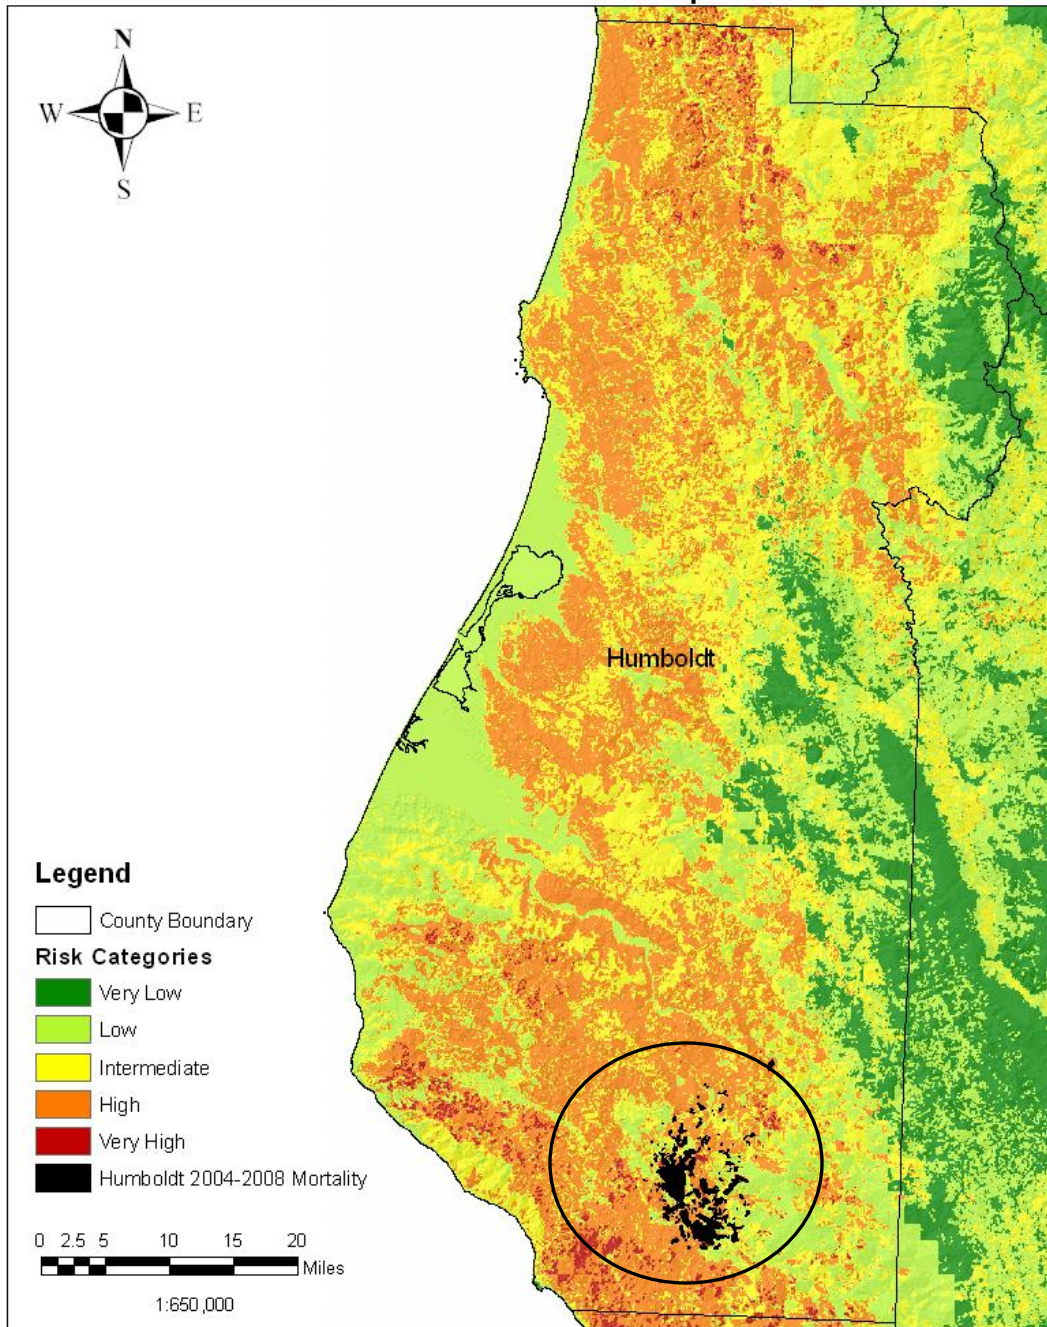 N
W E
S
Humboldt
Legend
County Boundary
Risk Categories
Very Low
Low
Intermediate
High
Very High
Humboldt 2004-2008 Mortality
0 2.5 5 10 15 20
Miles
1:650,000